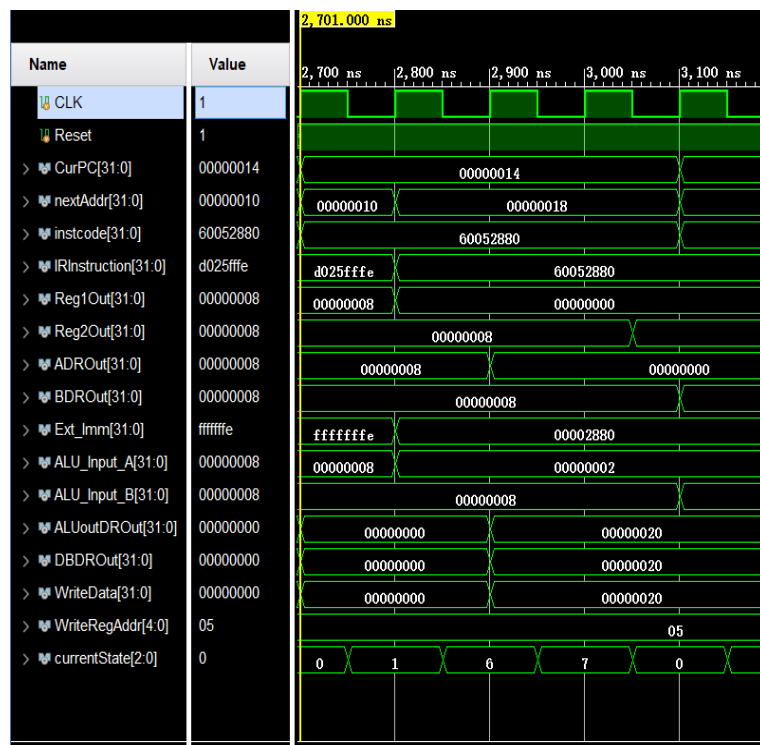 2,701.000 ns
Name Value 2,700 ns 2,800 ns 2,900 ns 3,000 ns 3,100 ns
CLK 1
Reset 1
CurPC[31:0] 00000014 00000014
nextAddr[31:0] 00000010 00000010 00000018
instcode[31:0] 60052880 60052880
IRInstruction[31:0] d025fffe d025fffe 60052880
Reg1Out[31:0] 00000008 00000008 00000000
Reg2Out[31:0] 00000008 00000008
ADROut[31:0] 00000008 00000008 00000000
BDROut[31:0] 00000008 00000008
Ext_Imm[31:0] fffffffe fffffffe 00002880
ALU_Input_A[31:0] 00000008 00000008 00000002
ALU_Input_B[31:0] 00000008 00000008
ALUoutDROut[31:0] 00000000 00000000 00000020
DBDROut[31:0] 00000000 00000000 00000020
WriteData[31:0] 00000000 00000000 00000020
WriteRegAddr[4:0] 05 05
currentState[2:0] 0 0 1 6 7 0